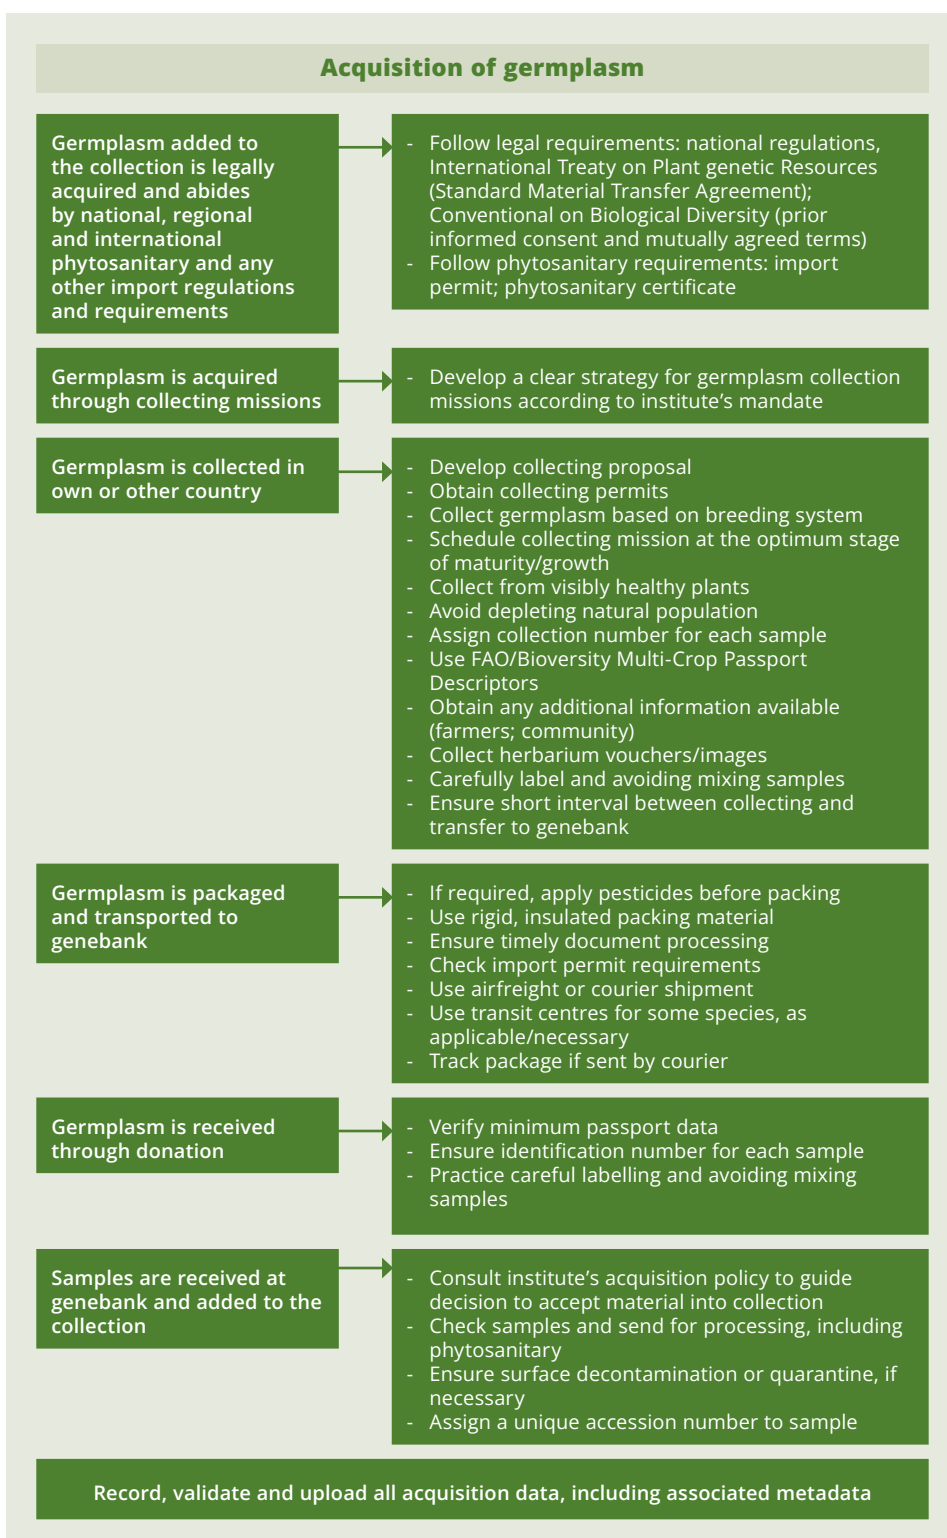 Acquisition of germplasm
Germplasm added to
the collection is legally
acquired and abides
by national, regional
and international
phytosanitary and any
other import regulations
and requirements
- Follow legal requirements: national regulations,
International Treaty on Plant genetic Resources
(Standard Material Transfer Agreement);
Conventional on Biological Diversity (prior
informed consent and mutually agreed terms)
- Follow phytosanitary requirements: import
permit; phytosanitary certificate
Germplasm is acquired
through collecting missions
- Develop a clear strategy for germplasm collection
missions according to institute’s mandate
Germplasm is collected in
own or other country
- Develop collecting proposal
- Obtain collecting permits
- Collect germplasm based on breeding system
- Schedule collecting mission at the optimum stage
of maturity/growth
- Collect from visibly healthy plants
- Avoid depleting natural population
- Assign collection number for each sample
- Use FAO/Bioversity Multi-Crop Passport
Descriptors
- Obtain any additional information available
(farmers; community)
- Collect herbarium vouchers/images
- Carefully label and avoiding mixing samples
- Ensure short interval between collecting and
transfer to genebank
Germplasm is packaged
and transported to
genebank
- If required, apply pesticides before packing
- Use rigid, insulated packing material
- Ensure timely document processing
- Check import permit requirements
- Use airfreight or courier shipment
- Use transit centres for some species, as
applicable/necessary
- Track package if sent by courier
Germplasm is received
through donation
- Verify minimum passport data
- Ensure identification number for each sample
- Practice careful labelling and avoiding mixing
samples
Samples are received at
genebank and added to the
collection
- Consult institute’s acquisition policy to guide
decision to accept material into collection
- Check samples and send for processing, including
phytosanitary
- Ensure surface decontamination or quarantine, if
necessary
- Assign a unique accession number to sample
Record, validate and upload all acquisition data, including associated metadata